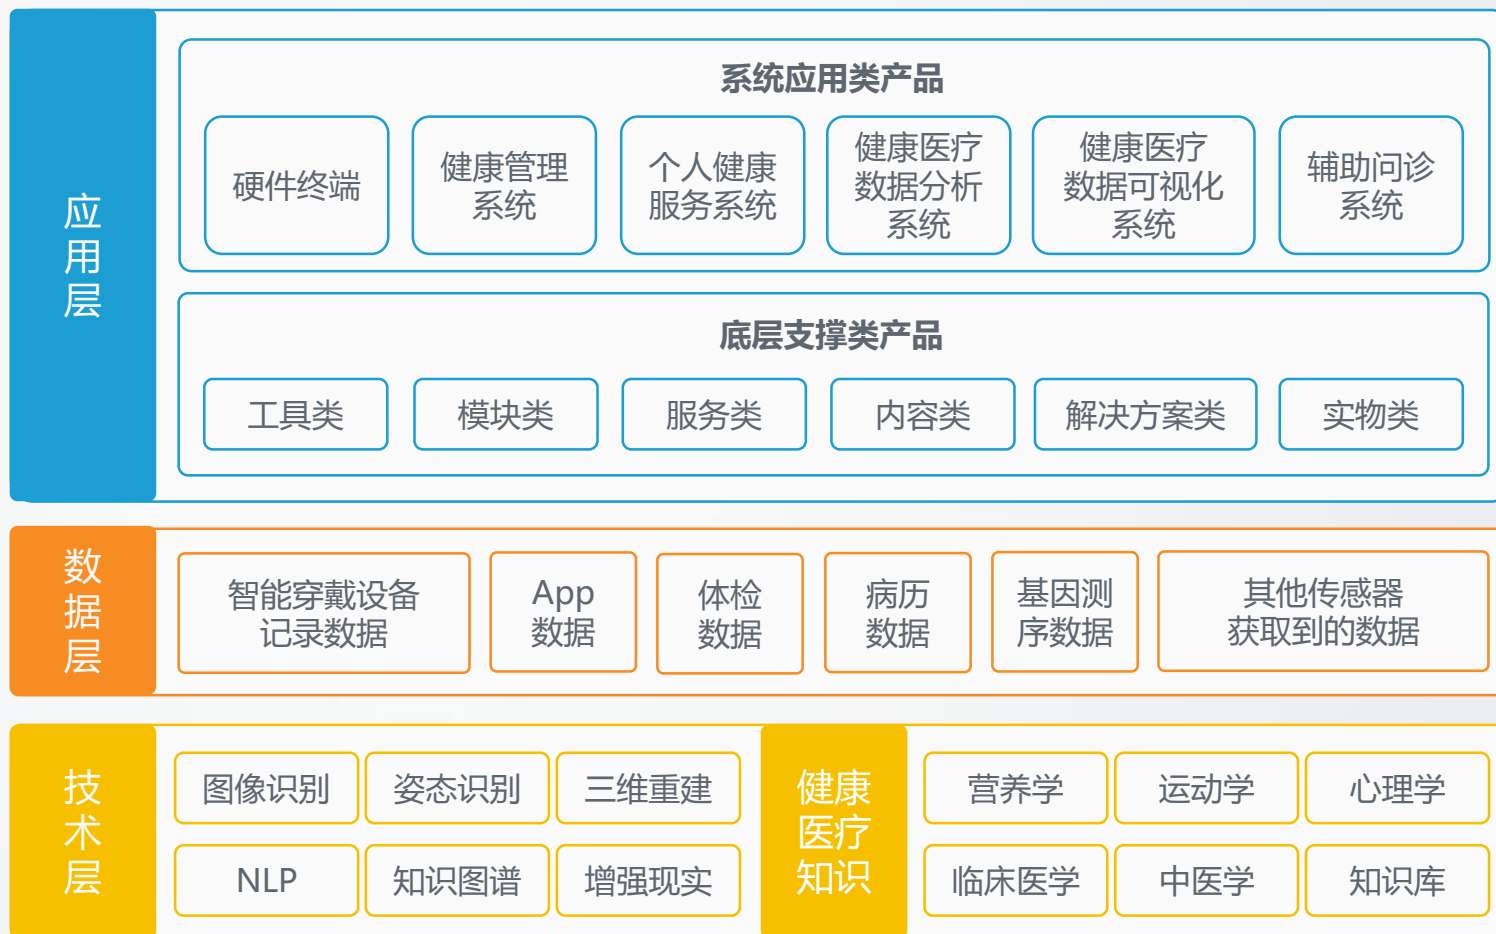 应
用
层
系统应用类产品
硬件终端
健康管理
系统
个人健康
服务系统
健康医疗
数据分析
系统
健康医疗
数据可视化
系统
辅助问诊
系统
底层支撑类产品
工具类
模块类
服务类
内容类
解决方案类
实物类
数
据
层
智能穿戴设备
记录数据
App
数据
体检
数据
病历
数据
基因测
序数据
其他传感器
获取到的数据
技
术
层
图像识别
姿态识别
三维重建
NLP
知识图谱
增强现实
健康
医疗
知识
营养学
运动学
心理学
临床医学
中医学
知识库